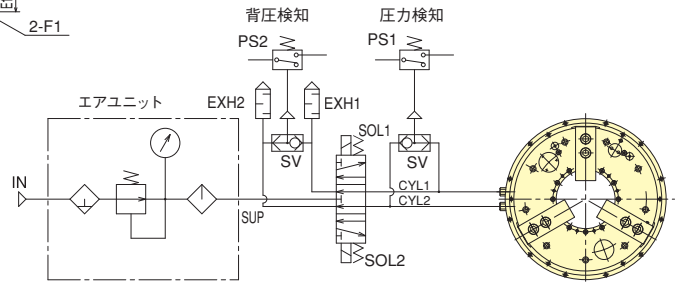 2-F1
背圧検知
圧力検知
PS2
PS1
エアユニット
EXH2
EXH1
SOL1
IN
SV
SV
CYL1
CYL2
SUP
SOL2